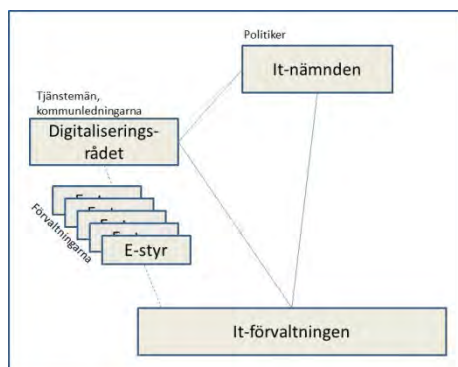 Politiker
It-nämnden
Tjänstemän,
kommunledningarna
Digitaliserings-
rådet
Förvaltningarna
E-styr
It-förvaltningen